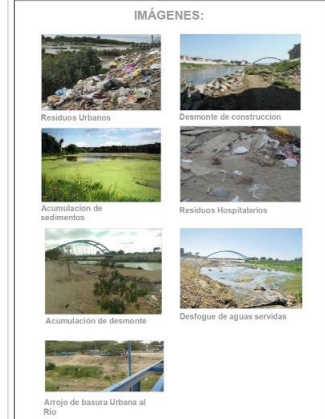 IMÁGENES:
Residuos Urbanos
Desmonte de construccion
Acumulacion de
sedimentos
Residuos Hospitalarios
Acumulación de desmonte
Desfogue de aguas servidas
Arrojo de basura Urbana al
Río